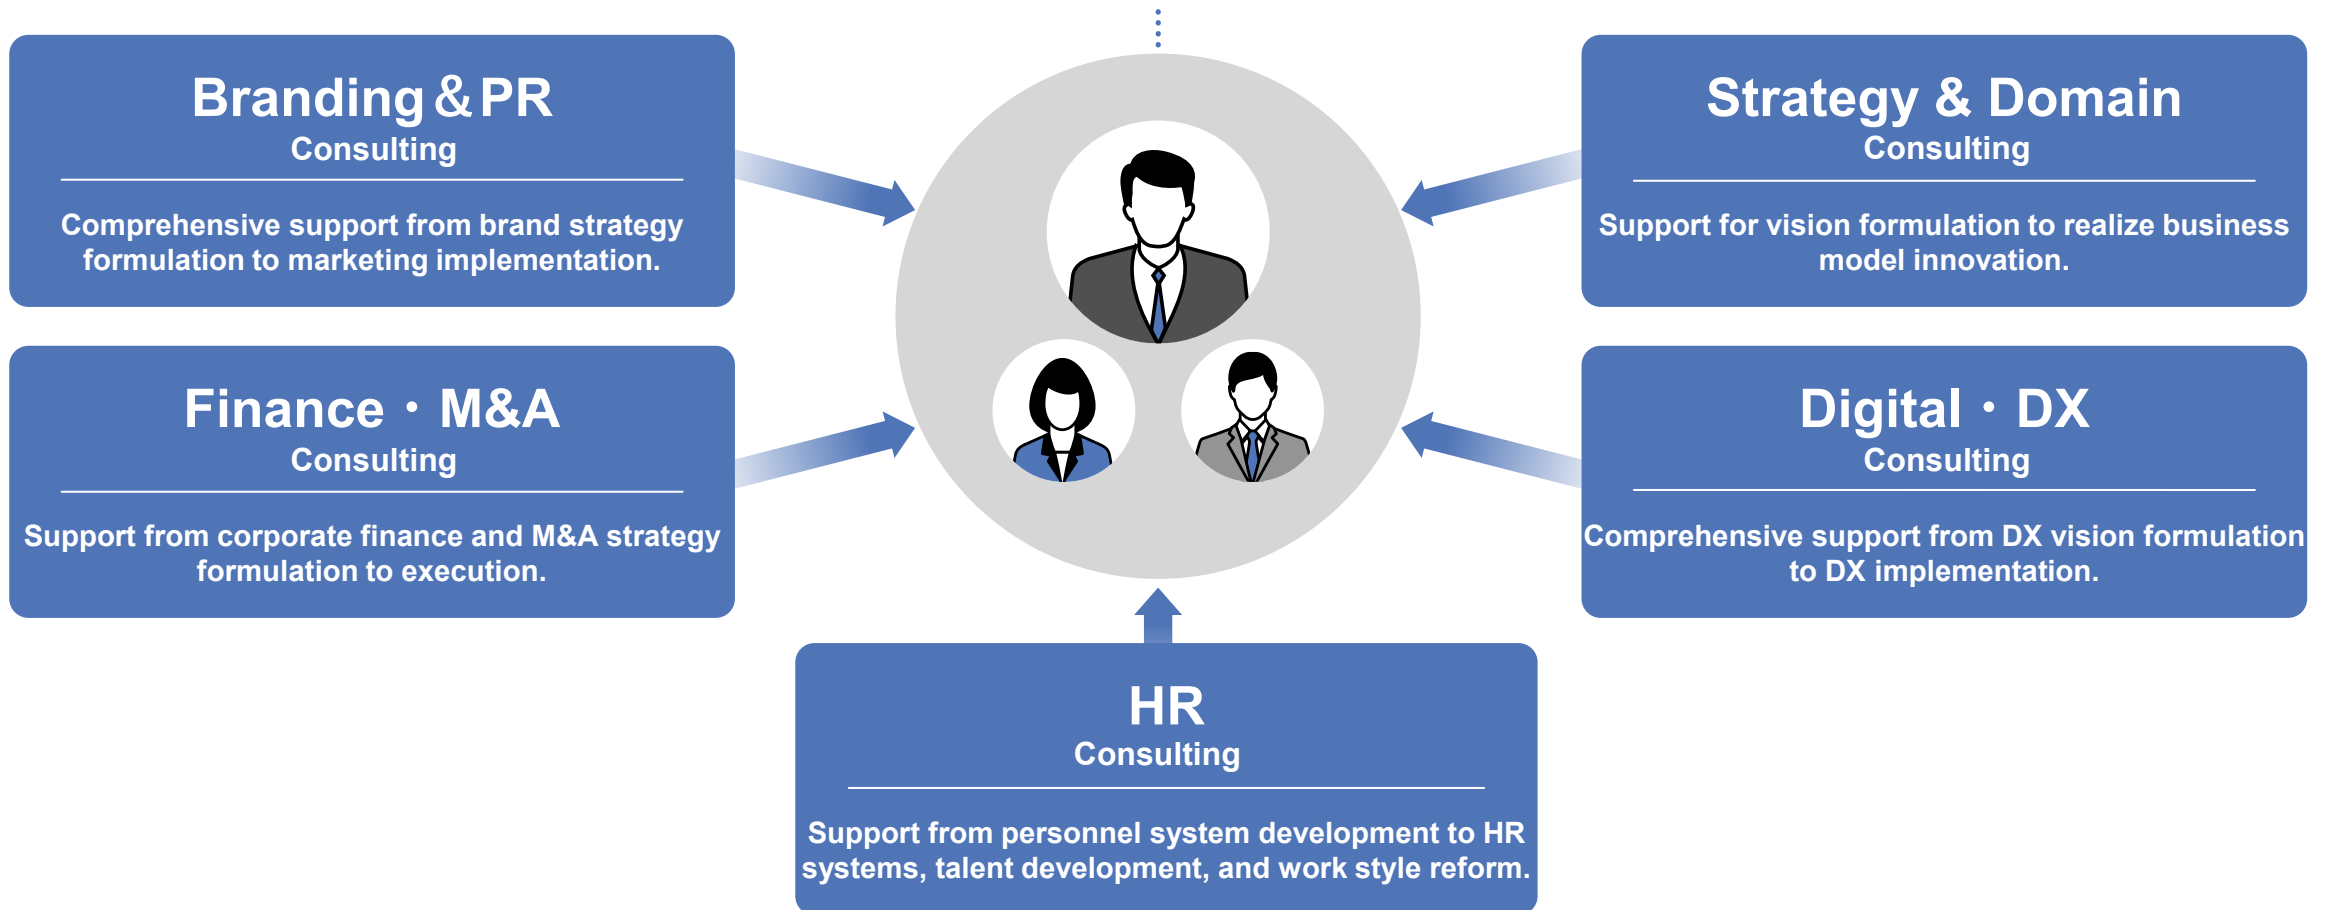 Branding＆PR
Consulting
Comprehensive support from brand strategy
formulation to marketing implementation.
Strategy & Domain
Consulting
Support for vision formulation to realize business
model innovation.
Finance・M&A
Consulting
Support from corporate finance and M&A strategy
formulation to execution.
Digital・DX
Consulting
Comprehensive support from DX vision formulation
to DX implementation.
HR
Consulting
Support from personnel system development to HR
systems, talent development, and work style reform.